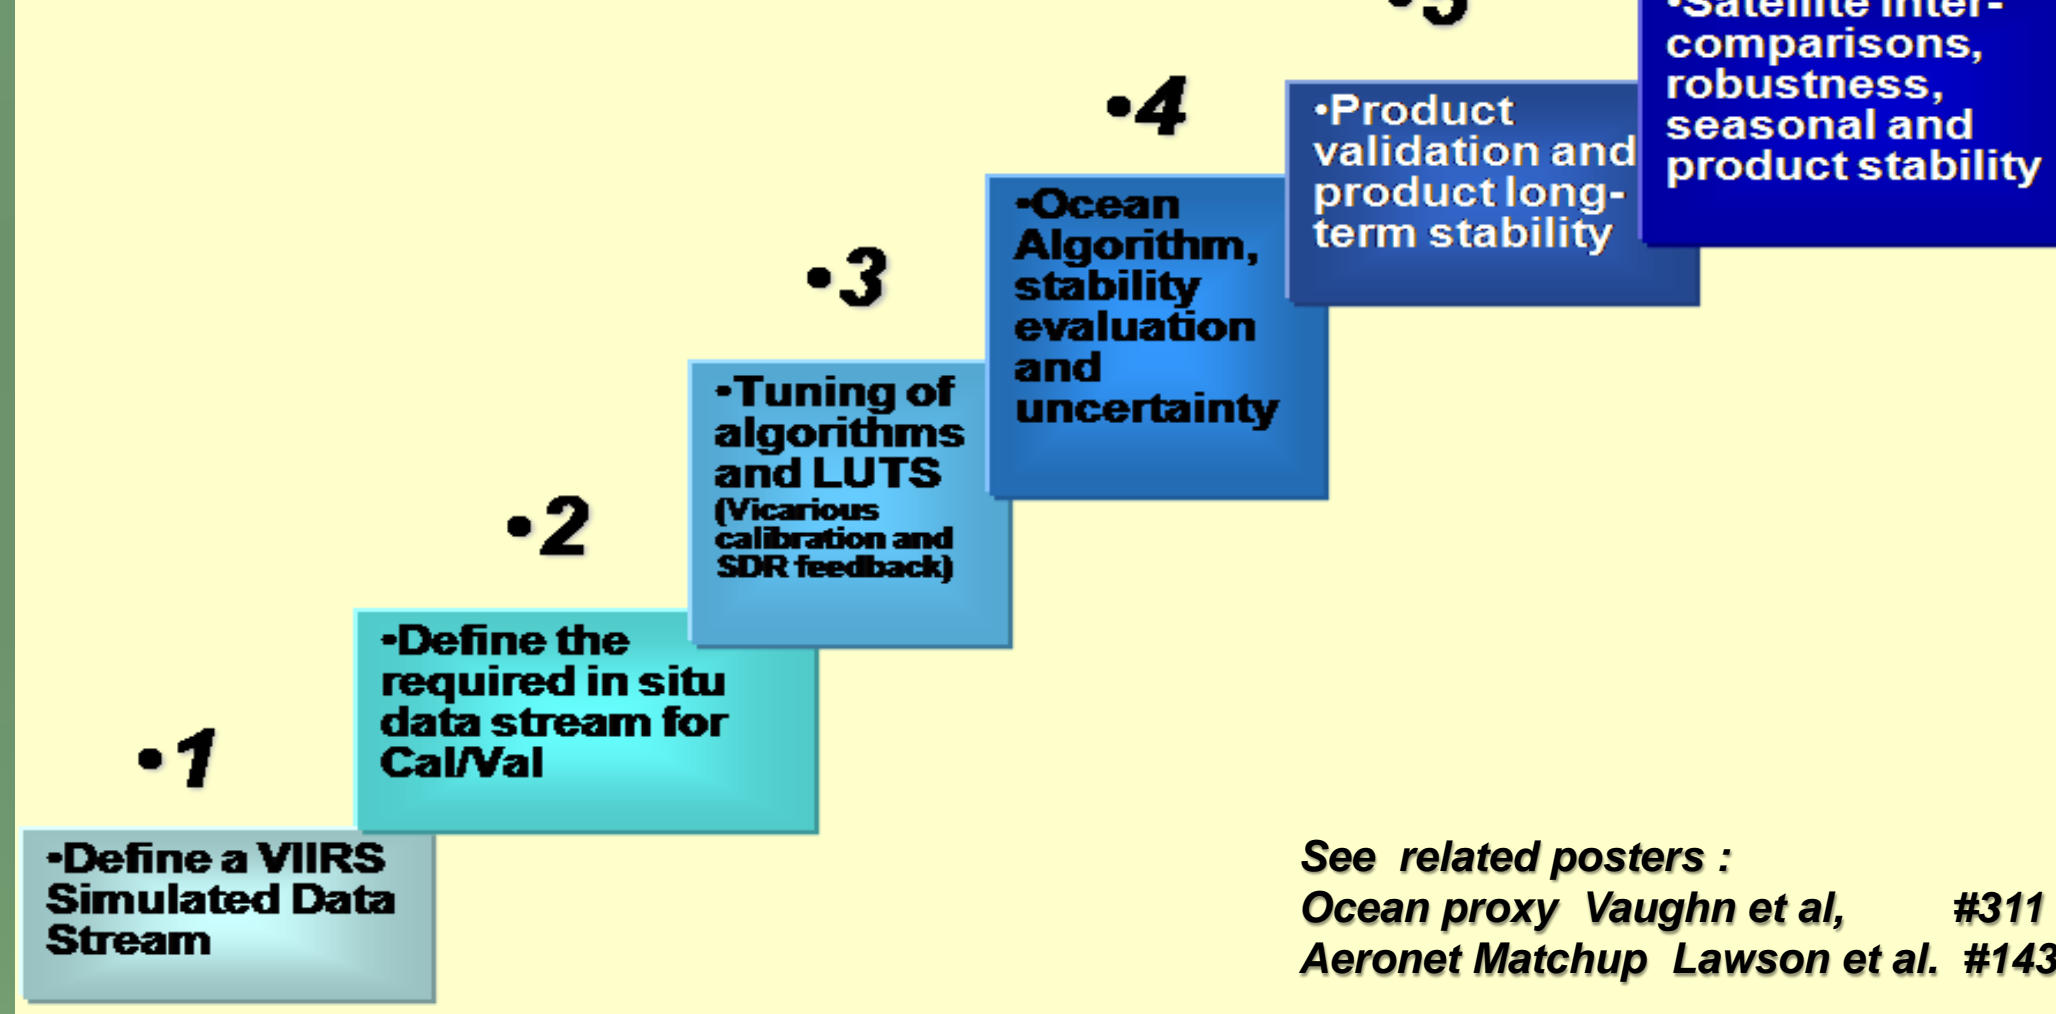 •1
•Define a VIIRS
Simulated Data
Stream
•2
•Define the
required in situ
data stream for
Cal/Val
•3
•Tuning of
algorithms
and LUTS
(Vicarious
calibration and
SDR feedback)
•4
•Ocean
Algorithm,
stability
evaluation
and
uncertainty
•5
•Product
validation and
product long-
term stability
•Satellite inter-
comparisons,
robustness,
seasonal and
product stability
See related posters :
Ocean proxy Vaughn et al, #311
Aeronet Matchup Lawson et al. #143